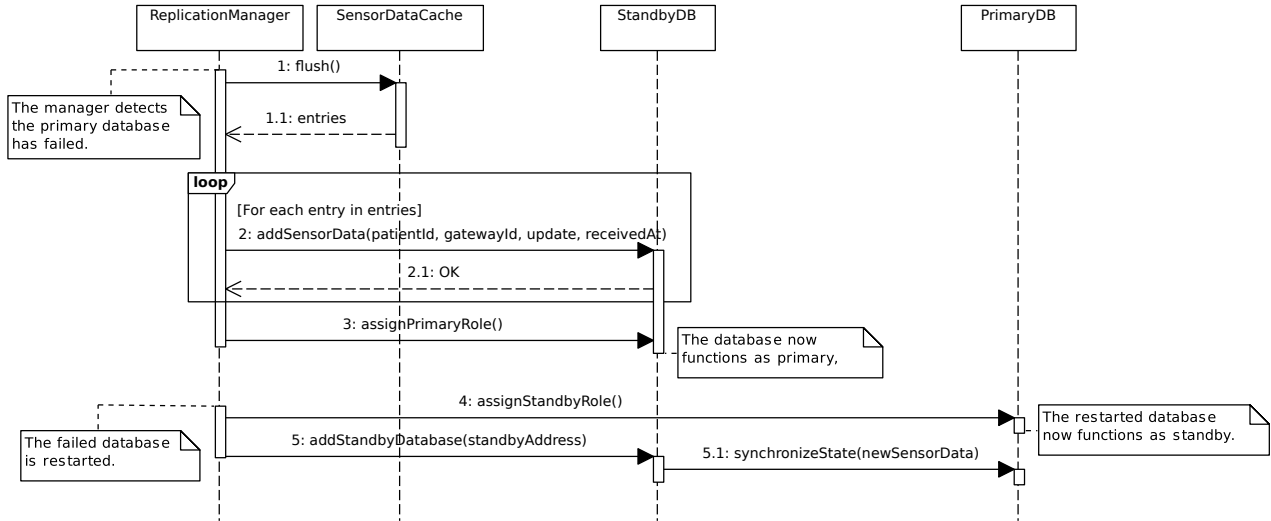 ReplicationManager
SensorDataCache
StandbyDB
PrimaryDB
1: flush()
The manager detects
the primary database
has failed.
1.1: entries
loop
[For each entry in entries]
2: addSensorData(patientId, gatewayId, update, receivedAt)
2.1: OK
3: assignPrimaryRole()
The database now
functions as primary,
4: assignStandbyRole()
The restarted database
now functions as standby.
The failed database
is restarted.
5: addStandbyDatabase(standbyAddress)
5.1: synchronizeState(newSensorData)